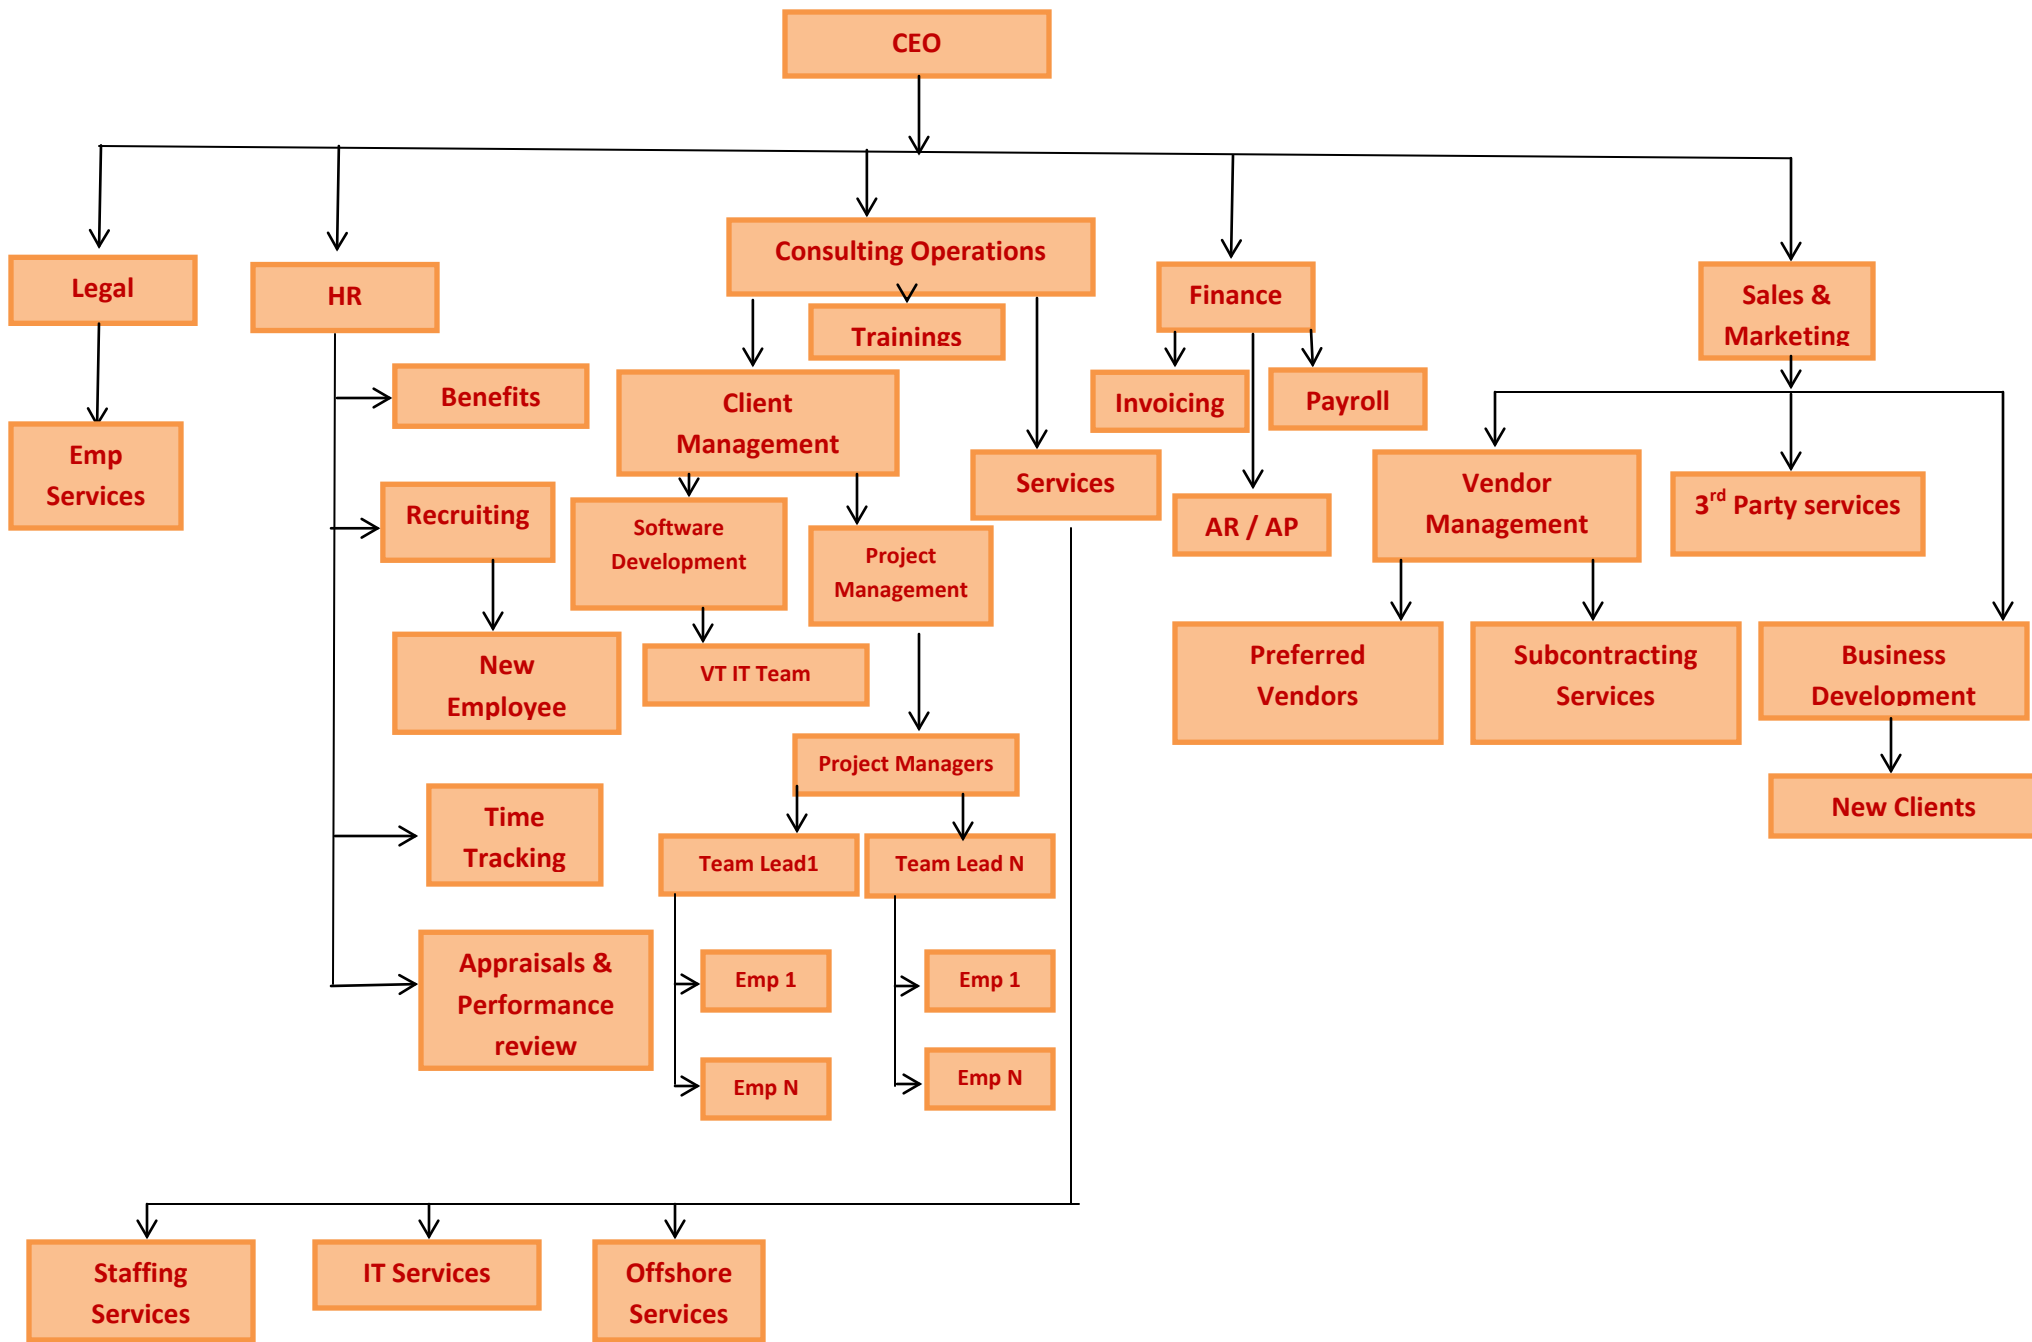 CEO
Legal
HR
Consulting Operations
Finance
Sales &
Marketing
Trainings
Benefits
Client
Management
Invoicing
Payroll
Emp
Services
Recruiting
Software
Development
Project
Management
Services
AR / AP
Vendor
Management
3rd Party services
New
Employee
VT IT Team
Preferred
Vendors
Subcontracting
Services
Business
Development
Project Managers
New Clients
Time
Tracking
Team Lead1
Team Lead N
Appraisals &
Performance
review
Emp 1
Emp 1
Emp N
Emp N
Staffing
Services
IT Services
Offshore
Services